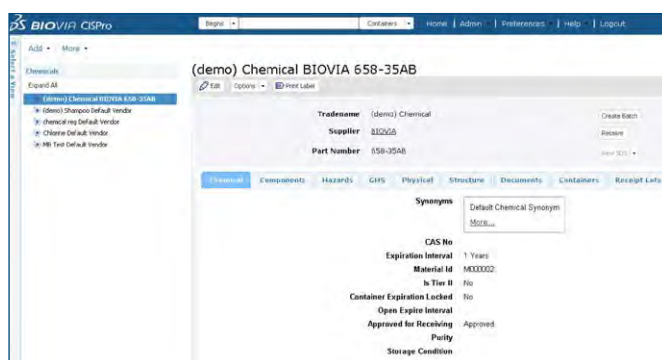 BIOVIA CISPro
Begins
Containers
Home | Admin | Preferences | Help | Logout
Select a View
Add More
Chemicals
Expand All
(demo) Chemical BIOVIA 658-35AB
(demo) Shampoo Default Vendor
chemical reg Default Vendor
Chlorine Default Vendor
MB Test Default Vendor
(demo) Chemical BIOVIA 658-35AB
Edit Options Print Label
Tradename (demo) Chemical
Create Batch
Supplier BIOVIA
Receive
Part Number 658-35AB
View SDS
Chemical Components Hazards GHS Physical Structure Documents Containers Receipt Lots
Synonyms Default Chemical Synonym
More...
CAS No
Expiration Interval 1 Years
Material Id M000002
Is Tier II No
Container Expiration Locked No
Open Expire Interval
Approved for Receiving Approved
Purity
Storage Condition